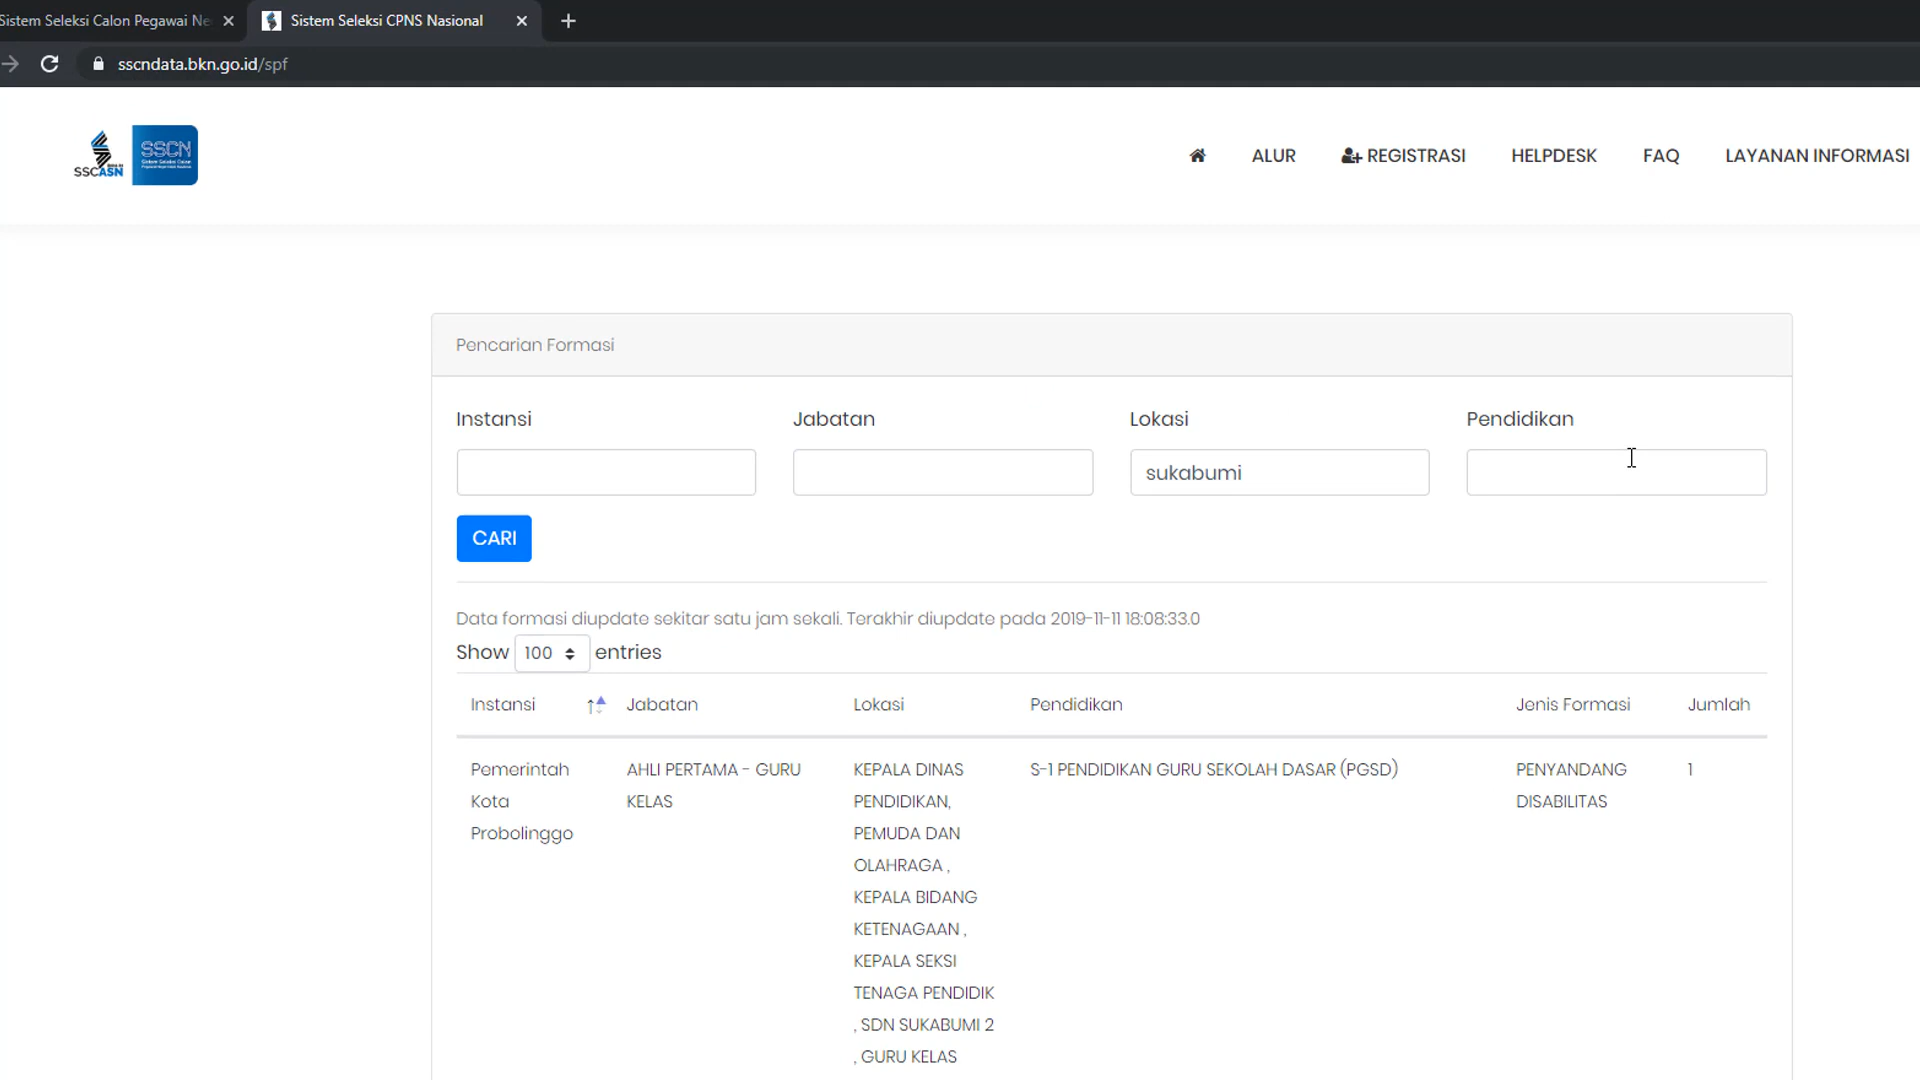 Sistem Seleksi Calon Pegawai Ne
Sistem Seleksi CPNS Nasional
sscndata.bkn.go.id/spf
SSCASN
SSCN
ALUR
REGISTRASI
HELPDESK
FAQ
LAYANAN INFORMASI
Pencarian Formasi
Instansi Jabatan Lokasi Pendidikan
sukabumi
CARI
Data formasi diupdate sekitar satu jam sekali. Terakhir diupdate pada 2019-11-11 18:08:33.0
Show 100 entries
Instansi Jabatan Lokasi Pendidikan Jenis Formasi Jumlah
Pemerintah
Kota
Probolinggo
AHLI PERTAMA - GURU
KELAS
KEPALA DINAS
PENDIDIKAN,
PEMUDA DAN
OLAHRAGA ,
KEPALA BIDANG
KETENAGAAN ,
KEPALA SEKSI
TENAGA PENDIDIK
, SDN SUKABUMI 2
, GURU KELAS
S-1 PENDIDIKAN GURU SEKOLAH DASAR (PGSD)
PENYANDANG
DISABILITAS
1